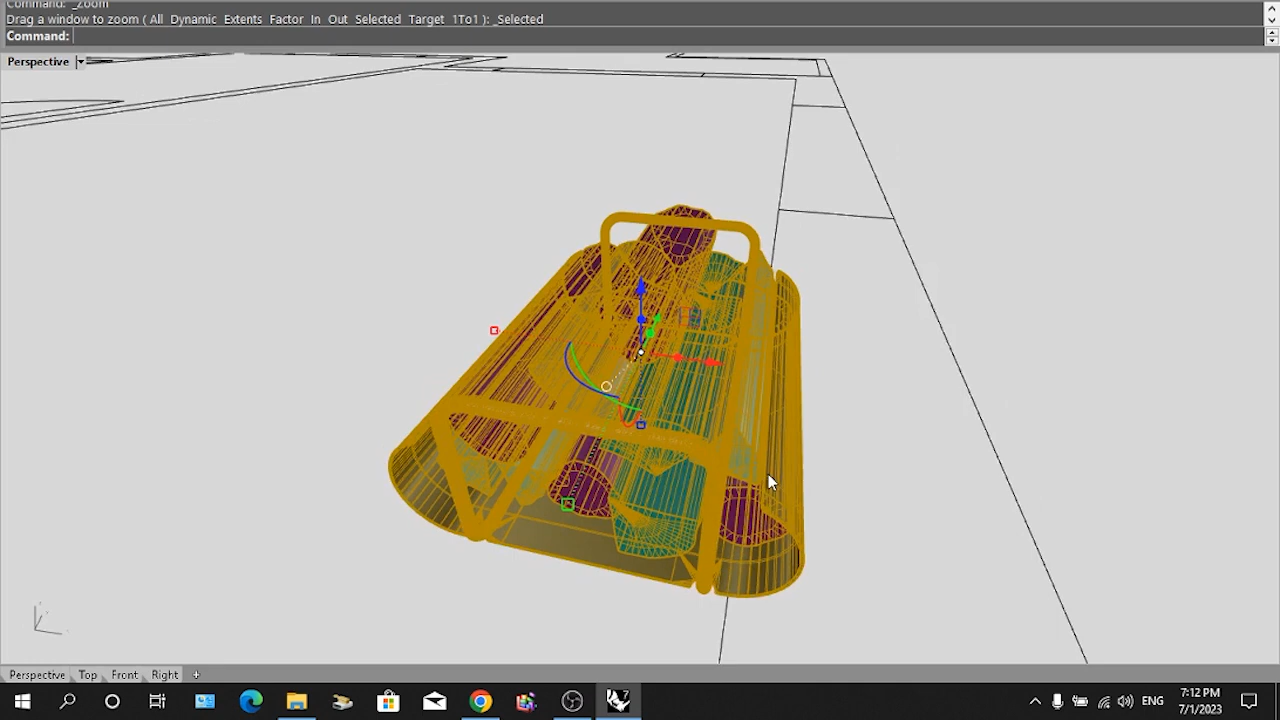 Command: _Zoom
Drag a window to zoom ( All Dynamic Extents Factor In Out Selected Target 1To1 ): _Selected
Command:
Perspective
Perspective Top Front Right
7
ENG
7:12 PM
7/1/2023